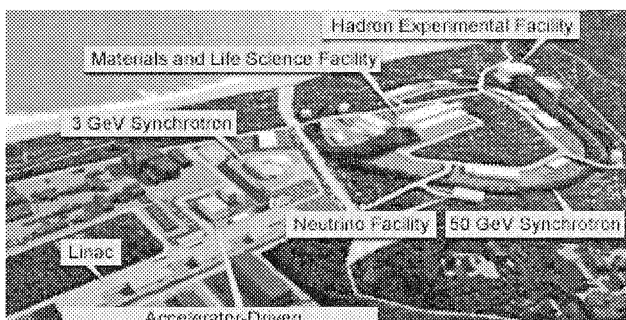 Hadron Experimental Facility
Materials and Life Science Facility
3 GeV Synchrotron
Neutrino Facility
50 GeV Synchrotron
Linac
Accelerator-Driven